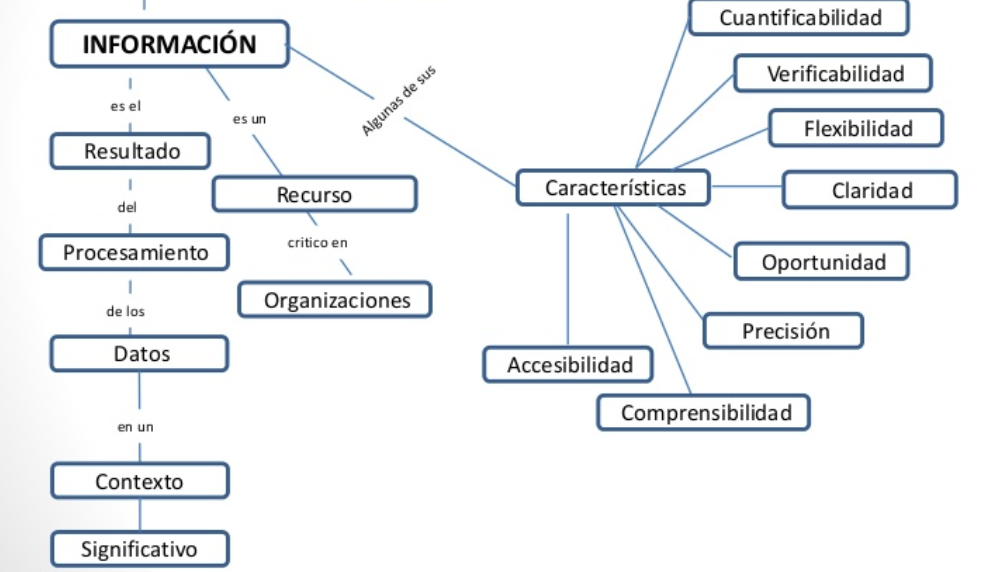 INFORMACIÓN
es el
Resultado
del
Procesamiento
de los
Datos
en un
Contexto
Significativo
es un
Recurso
critico en
Organizaciones
Algunas de sus
Características
Cuantificabilidad
Verificabilidad
Flexibilidad
Claridad
Oportunidad
Precisión
Comprensibilidad
Accesibilidad